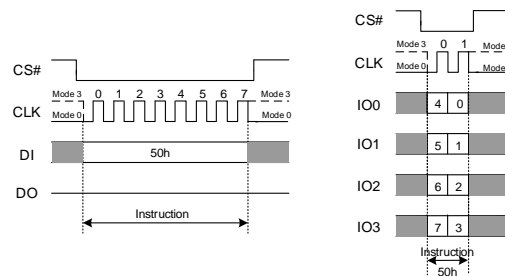 CS#
CLK
Mode 3
Mode 0
0 1 2 3 4 5 6 7
Mode 3
Mode 0
DI
50h
DO
Instruction
CS#
CLK
Mode 3
Mode 0
0 1
Mode
Mode
IO0
4 0
IO1
5 1
IO2
6 2
IO3
7 3
Instruction
50h